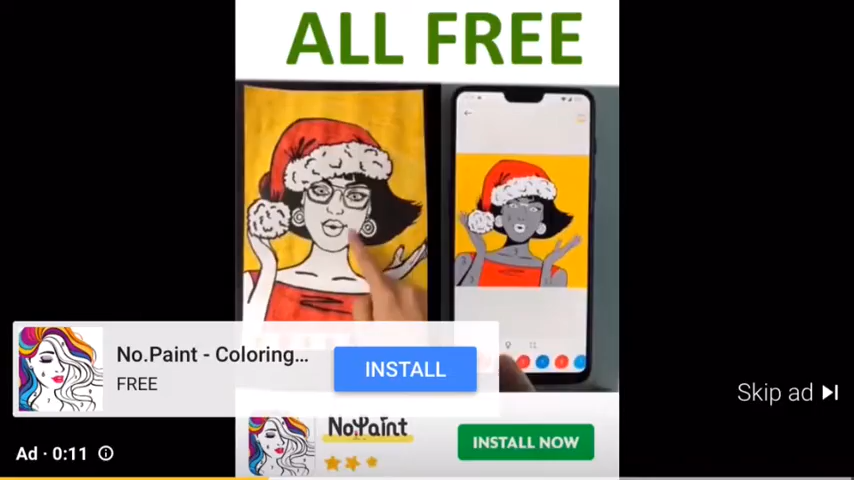 ALL FREE
No.Paint - Coloring...
FREE
INSTALL
Skip ad
NoPaint
INSTALL NOW
Ad · 0:11